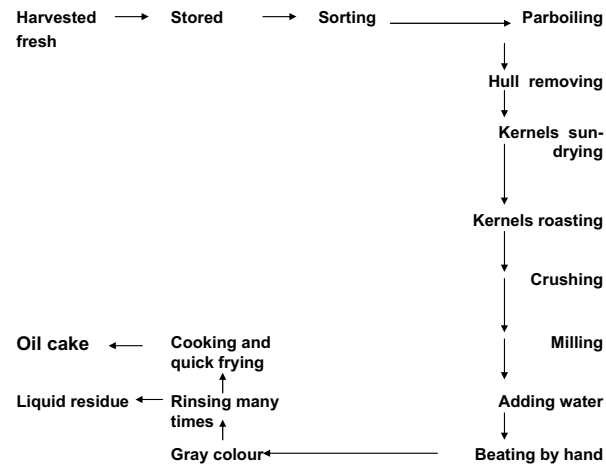 Harvested Stored Sorting Parboiling
fresh
Hull removing
Kernels sun-
drying
Kernels roasting
Crushing
Oil cake Cooking and Milling
quick frying
Liquid residue Rinsing many Adding water
times
Gray colour Beating by hand